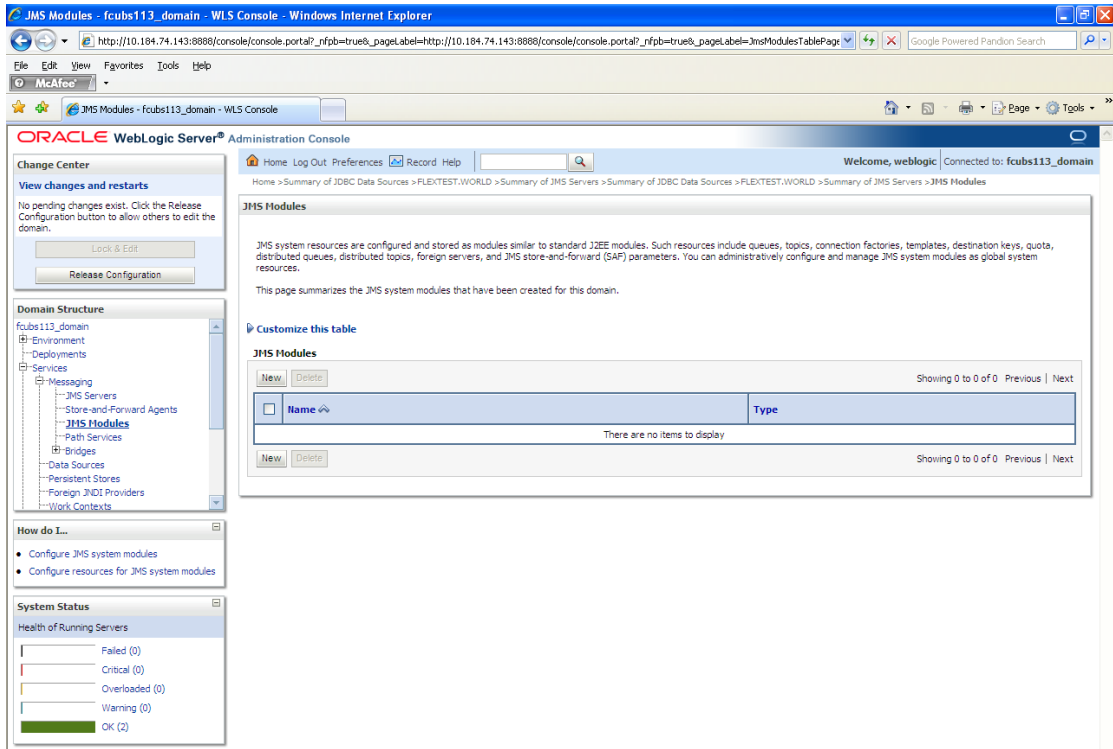 JMS Modules - fcubs113_domain - WLS Console - Windows Internet Explorer
http://10.184.74.143:8888/console/console.portal?_nfpb=true&_pageLabel=http://10.184.74.143:8888/console/console.portal?_nfpb=true&_pageLabel=JmsModulesTablePage
Google Powered Pandion Search
File Edit View Favorites Tools Help
McAfee
JMS Modules - fcubs113_domain - WLS Console
Page Tools
ORACLE WebLogic Server® Administration Console
Change Center
View changes and restarts
No pending changes exist. Click the Release
Configuration button to allow others to edit the
domain.
Lock & Edit
Release Configuration
Domain Structure
fcubs113_domain
Environment
Deployments
Services
Messaging
JMS Servers
Store-and-Forward Agents
JMS Modules
Path Services
Bridges
Data Sources
Persistent Stores
Foreign JNDI Providers
Work Contexts
How do I...
Configure JMS system modules
Configure resources for JMS system modules
System Status
Health of Running Servers
Failed (0)
Critical (0)
Overloaded (0)
Warning (0)
OK (2)
Home Log Out Preferences Record Help
Welcome, weblogic Connected to: fcubs113_domain
Home >Summary of JDBC Data Sources >FLEXTEST.WORLD >Summary of JMS Servers >Summary of JDBC Data Sources >FLEXTEST.WORLD >Summary of JMS Servers >JMS Modules
JMS Modules
JMS system resources are configured and stored as modules similar to standard J2EE modules. Such resources include queues, topics, connection factories, templates, destination keys, quota,
distributed queues, distributed topics, foreign servers, and JMS store-and-forward (SAF) parameters. You can administratively configure and manage JMS system modules as global system
resources.
This page summarizes the JMS system modules that have been created for this domain.
Customize this table
JMS Modules
New Delete Showing 0 to 0 of 0 Previous | Next
Name Type
There are no items to display
New Delete Showing 0 to 0 of 0 Previous | Next